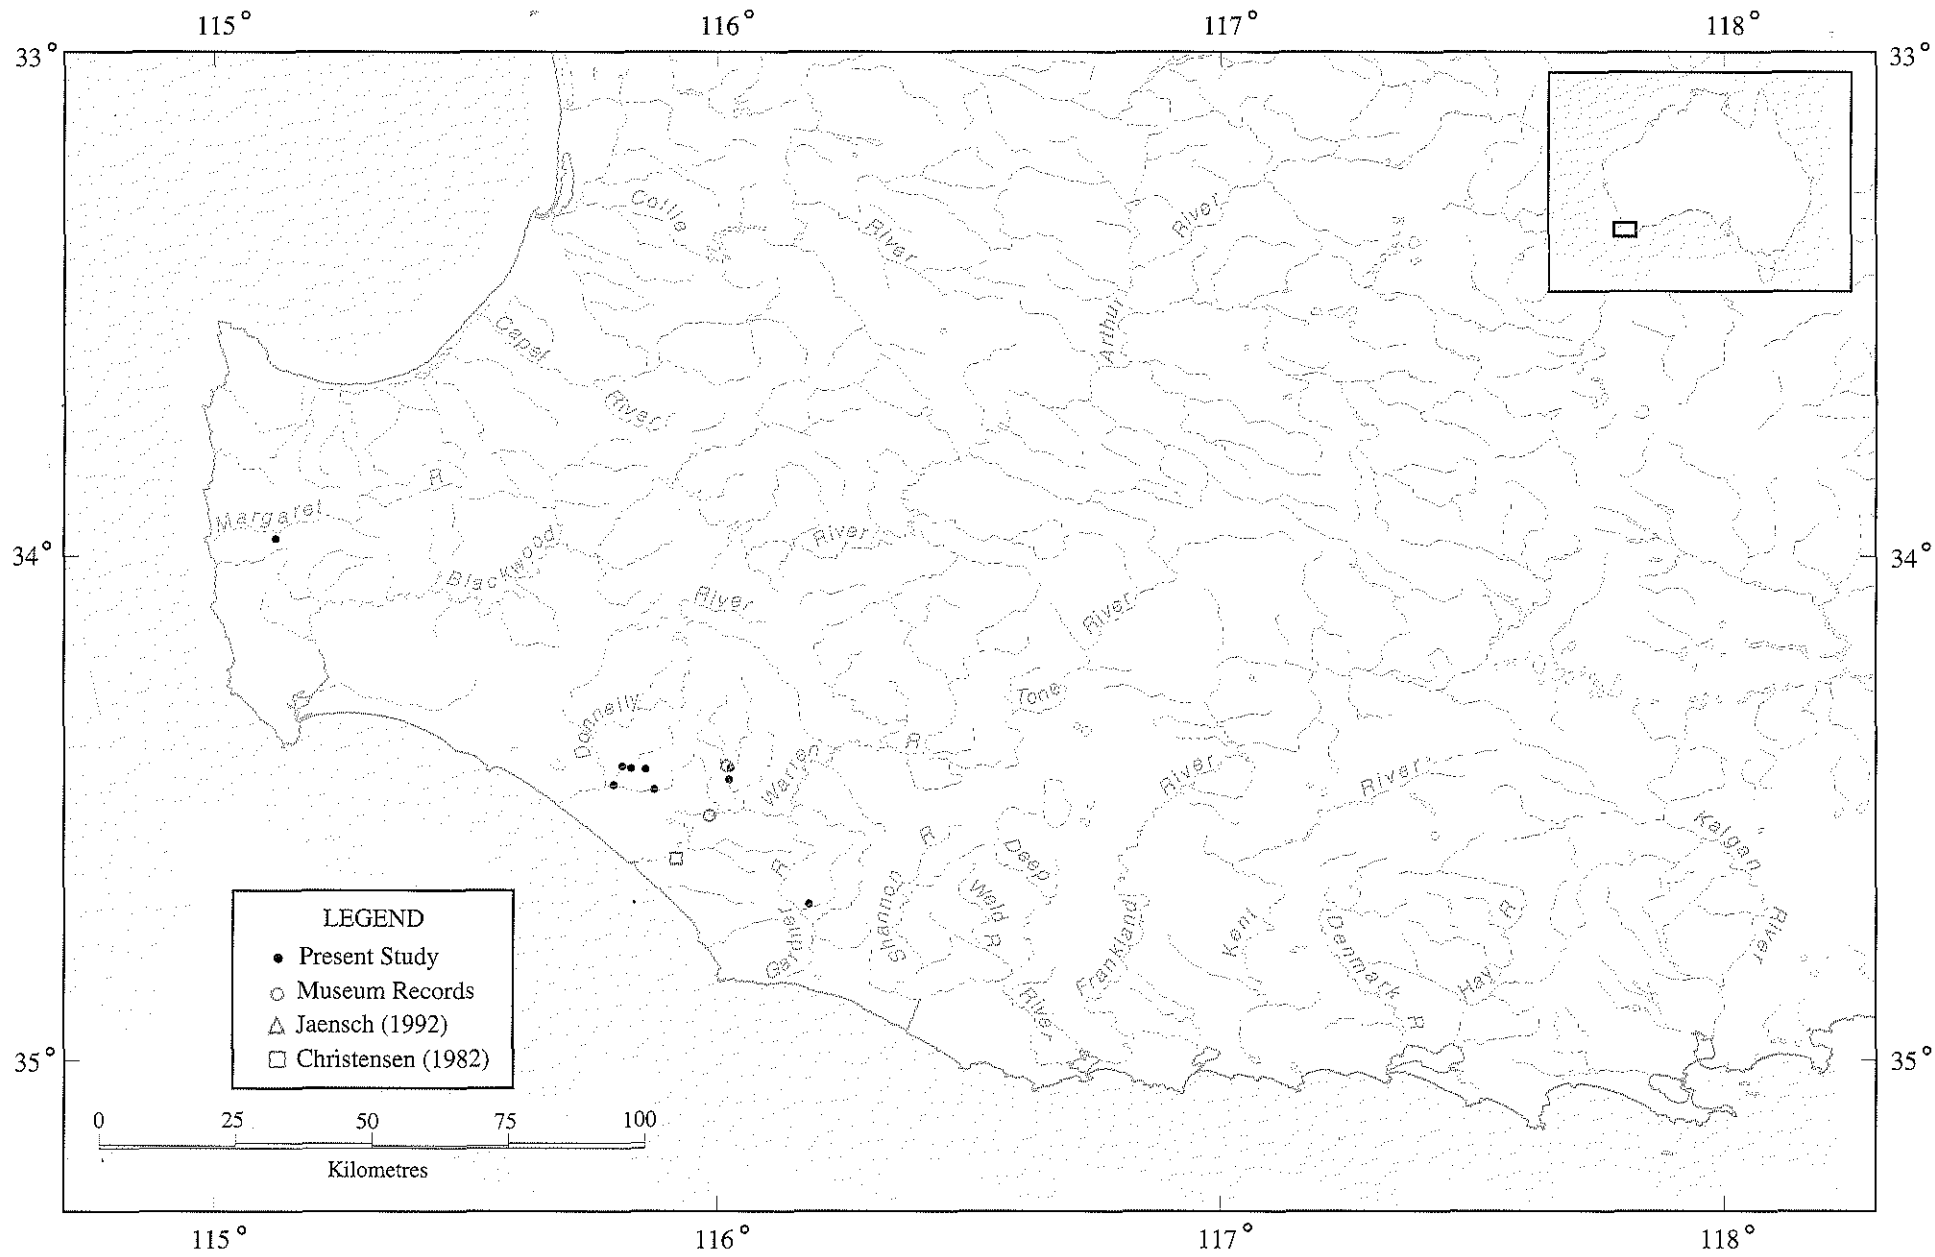 115° 116° 117° 118°
33° 33°
Collie
River
River
Arthur
Capel
River
R
Margaret
River
34° 34°
Blackwood
River
River
Donnelly
Tone
R
Warren
River
River
Kalgan
R
Deep
R
Weld
R
Shannon
R
Gardner
Frankland
Kent
Denmark
R
River
Hay
River
R
LEGEND
Present Study
Museum Records
Jaensch (1992)
Christensen (1982)
35° 35°
0 25 50 75 100
Kilometres
115° 116° 117° 118°